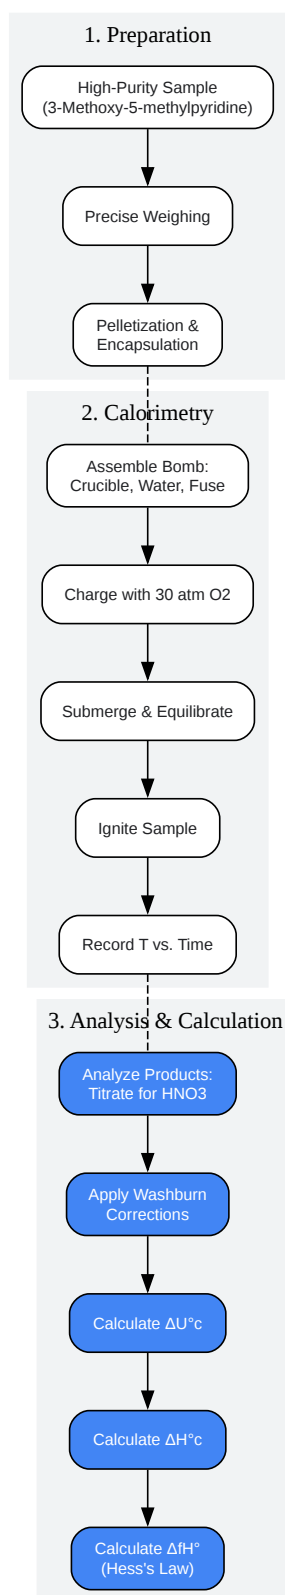 1. Preparation
High-Purity Sample
(3-Methoxy-5-methylpyridine)
Precise Weighing
Pelletization &
Encapsulation
2. Calorimetry
Assemble Bomb:
Crucible, Water, Fuse
Charge with 30 atm O2
Submerge & Equilibrate
Ignite Sample
Record T vs. Time
3. Analysis & Calculation
Analyze Products:
Titrate for HNO3
Apply Washburn
Corrections
Calculate ΔU°c
Calculate ΔH°c
Calculate ΔfH°
(Hess's Law)